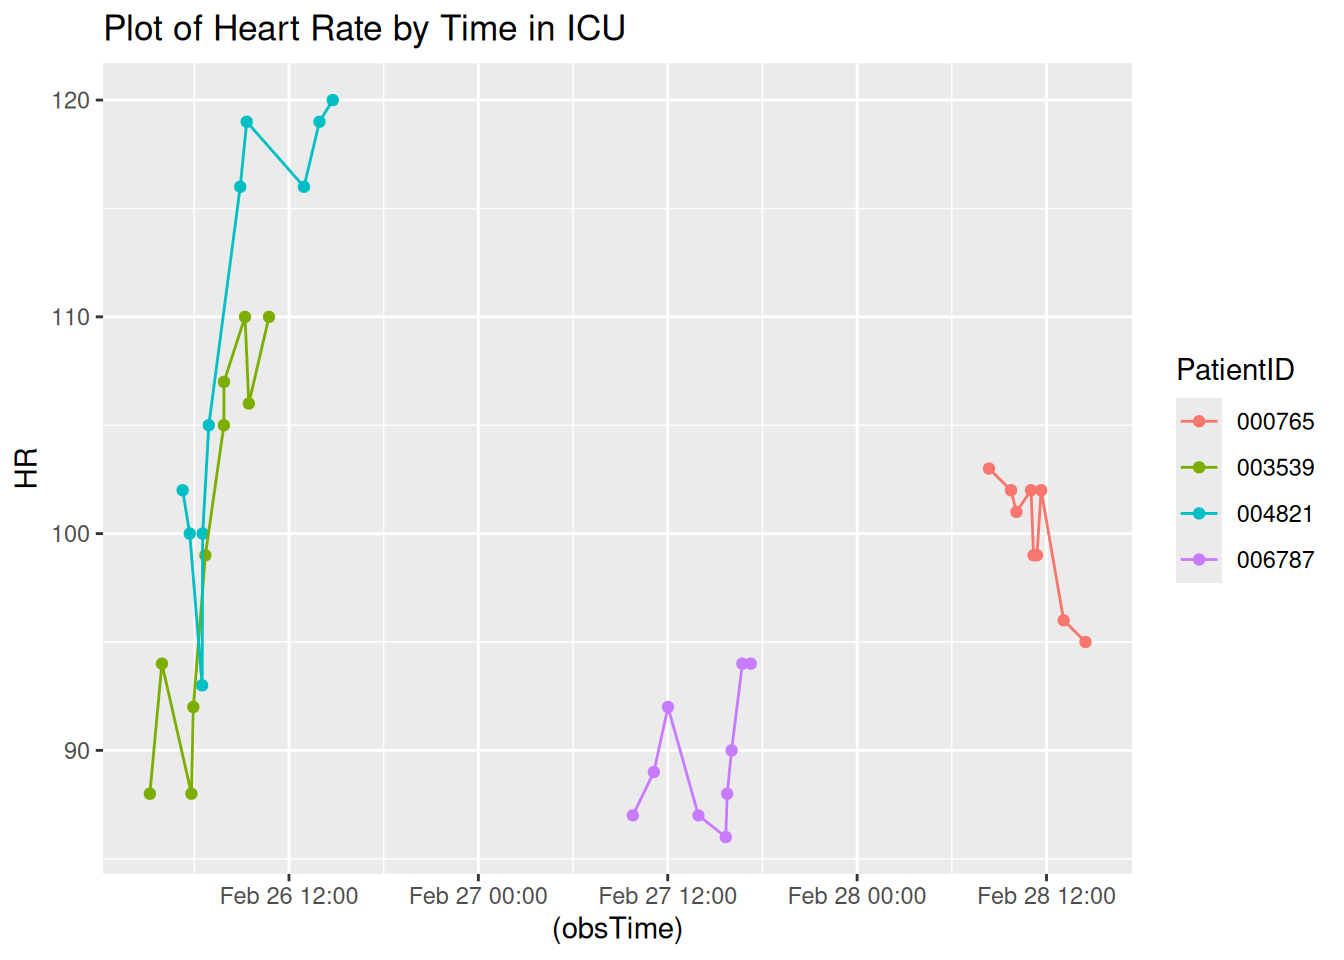 Plot of Heart Rate by Time in ICU
120
110
100
90
HR
Feb 26 12:00
Feb 27 00:00
Feb 27 12:00
Feb 28 00:00
Feb 28 12:00
(obsTime)
PatientID
000765
003539
004821
006787